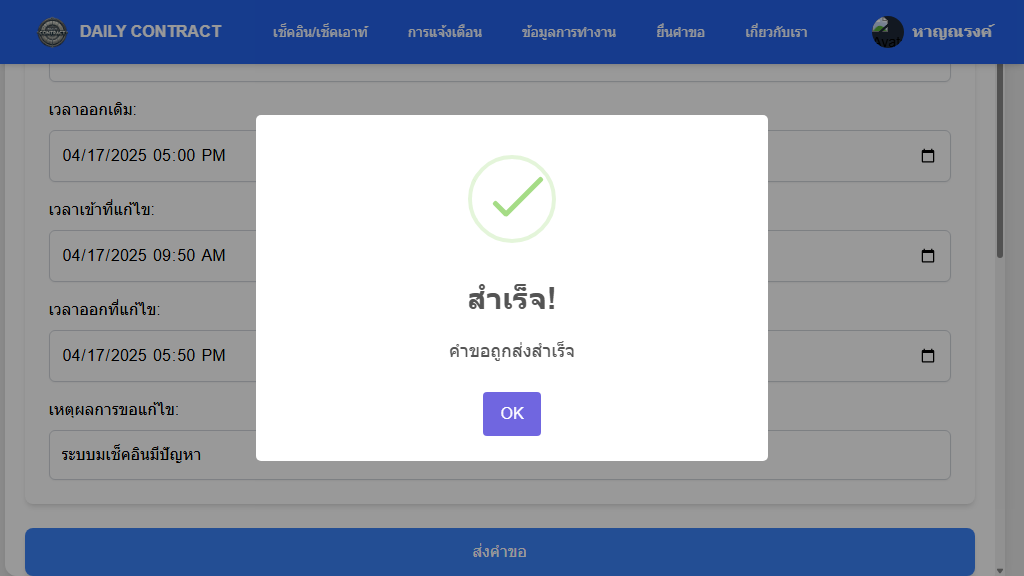 DAILY CONTRACT
เช็คอิน/เช็คเอาท์
การแจ้งเตือน
ข้อมูลการทำงาน
ยื่นคำขอ
เกี่ยวกับเรา
หาญณรงค์
เวลาออกเดิม:
04/17/2025 05:00 PM
เวลาเข้าที่แก้ไข:
04/17/2025 09:50 AM
เวลาออกที่แก้ไข:
04/17/2025 05:50 PM
เหตุผลการขอแก้ไข:
ระบบมเช็คอินมีปัญหา
สำเร็จ!
คำขอถูกส่งสำเร็จ
OK
ส่งคำขอ